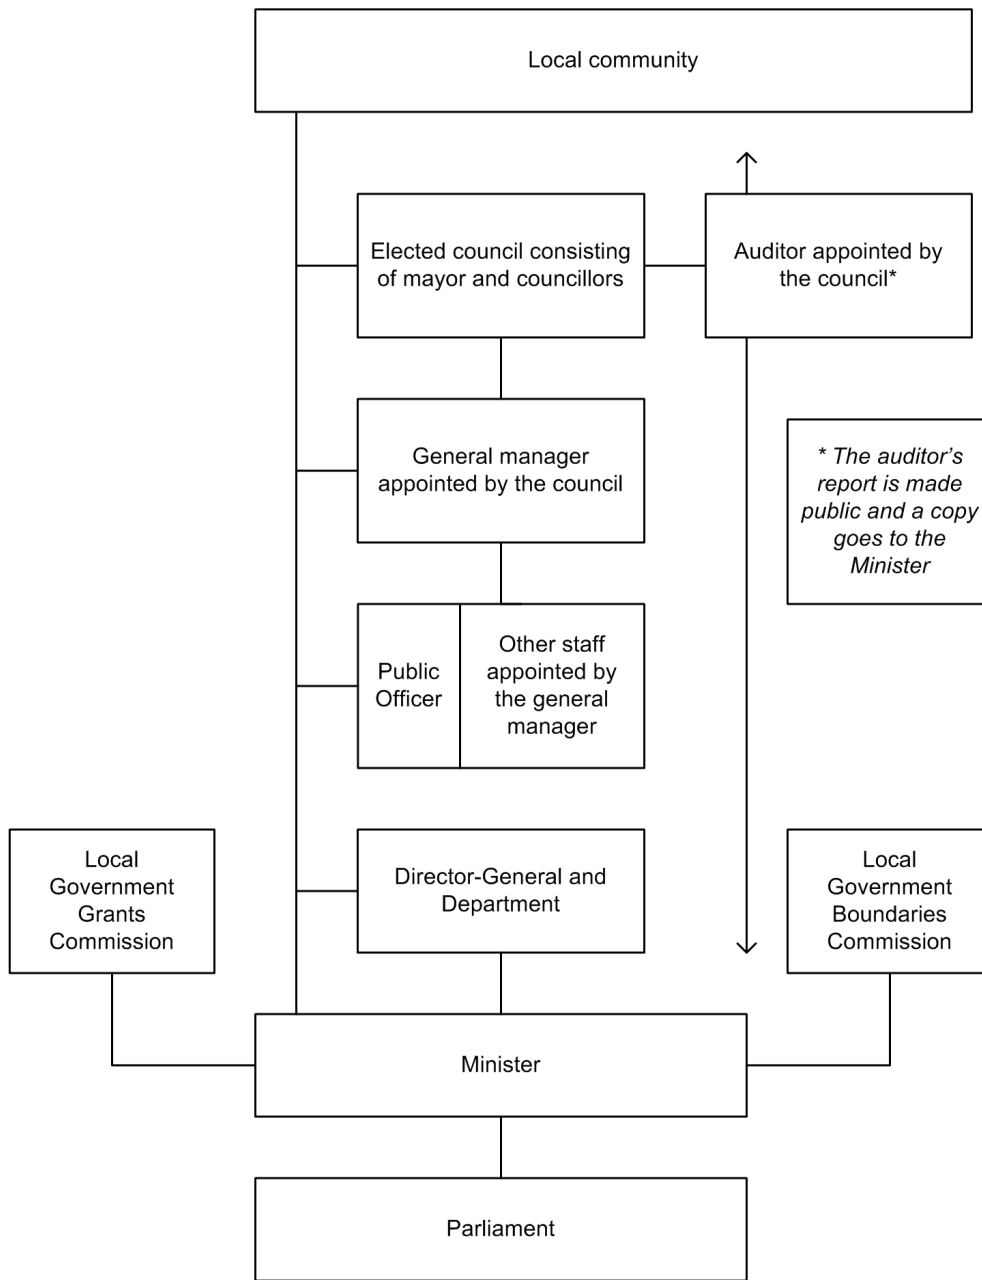 Local community
Elected council consisting
of mayor and councillors
Auditor appointed by
the council*
General manager
appointed by the council
* The auditor's
report is made
public and a copy
goes to the
Minister
Public
Officer
Other staff
appointed by
the general
manager
Local
Government
Grants
Commission
Director-General and
Department
Local
Government
Boundaries
Commission
Minister
Parliament